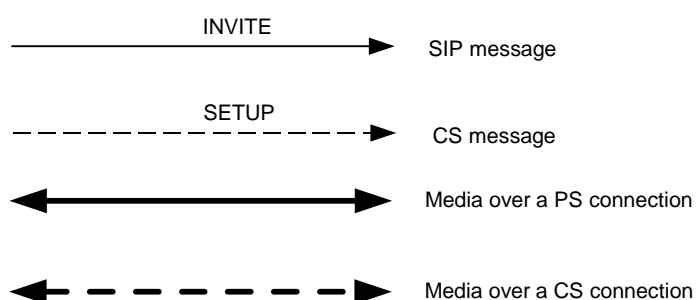 INVITE
SIP message
SETUP
CS message
Media over a PS connection
Media over a CS connection